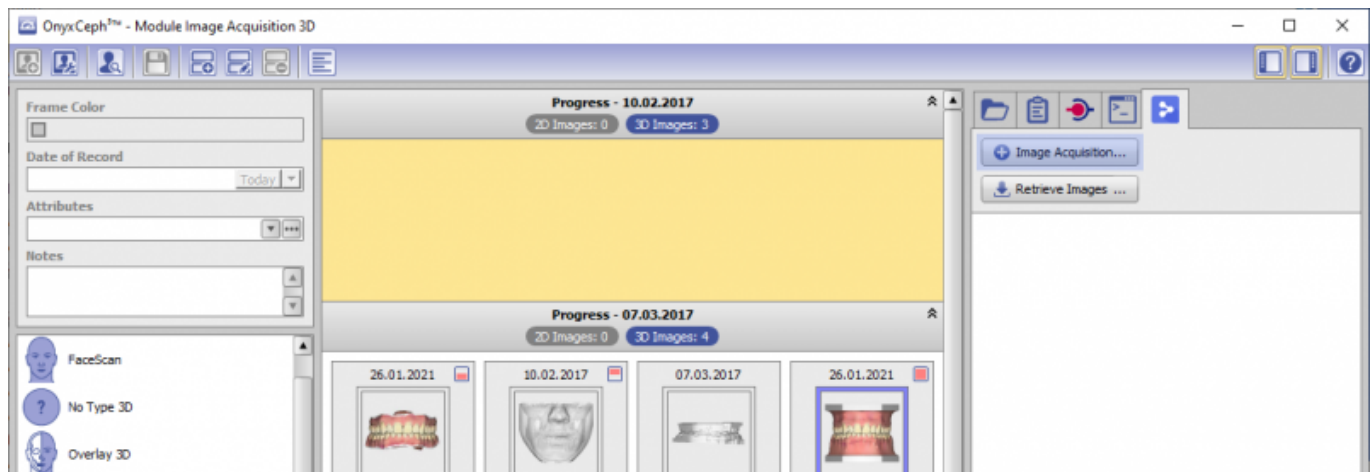 OnyxCeph³™ - Module Image Acquisition 3D
Frame Color
Date of Record
Today
Attributes
Notes
FaceScan
No Type 3D
Overlay 3D
Progress - 10.02.2017
2D Images: 0 3D Images: 3
Progress - 07.03.2017
2D Images: 0 3D Images: 4
26.01.2021 10.02.2017 07.03.2017 26.01.2021
Image Acquisition...
Retrieve Images ...